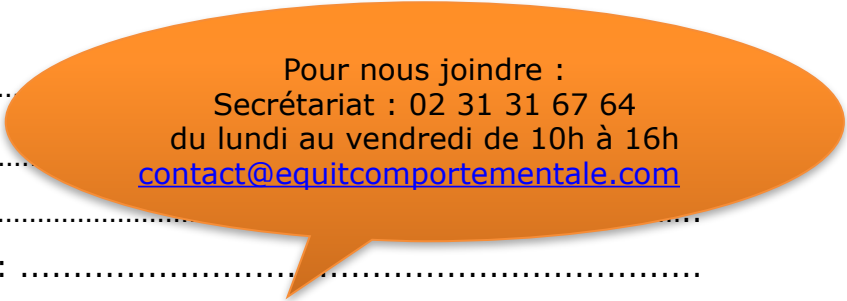 Pour nous joindre :
Secrétariat : 02 31 31 67 64
du lundi au vendredi de 10h à 16h
contact@equitcomportementale.com
: ................................................................